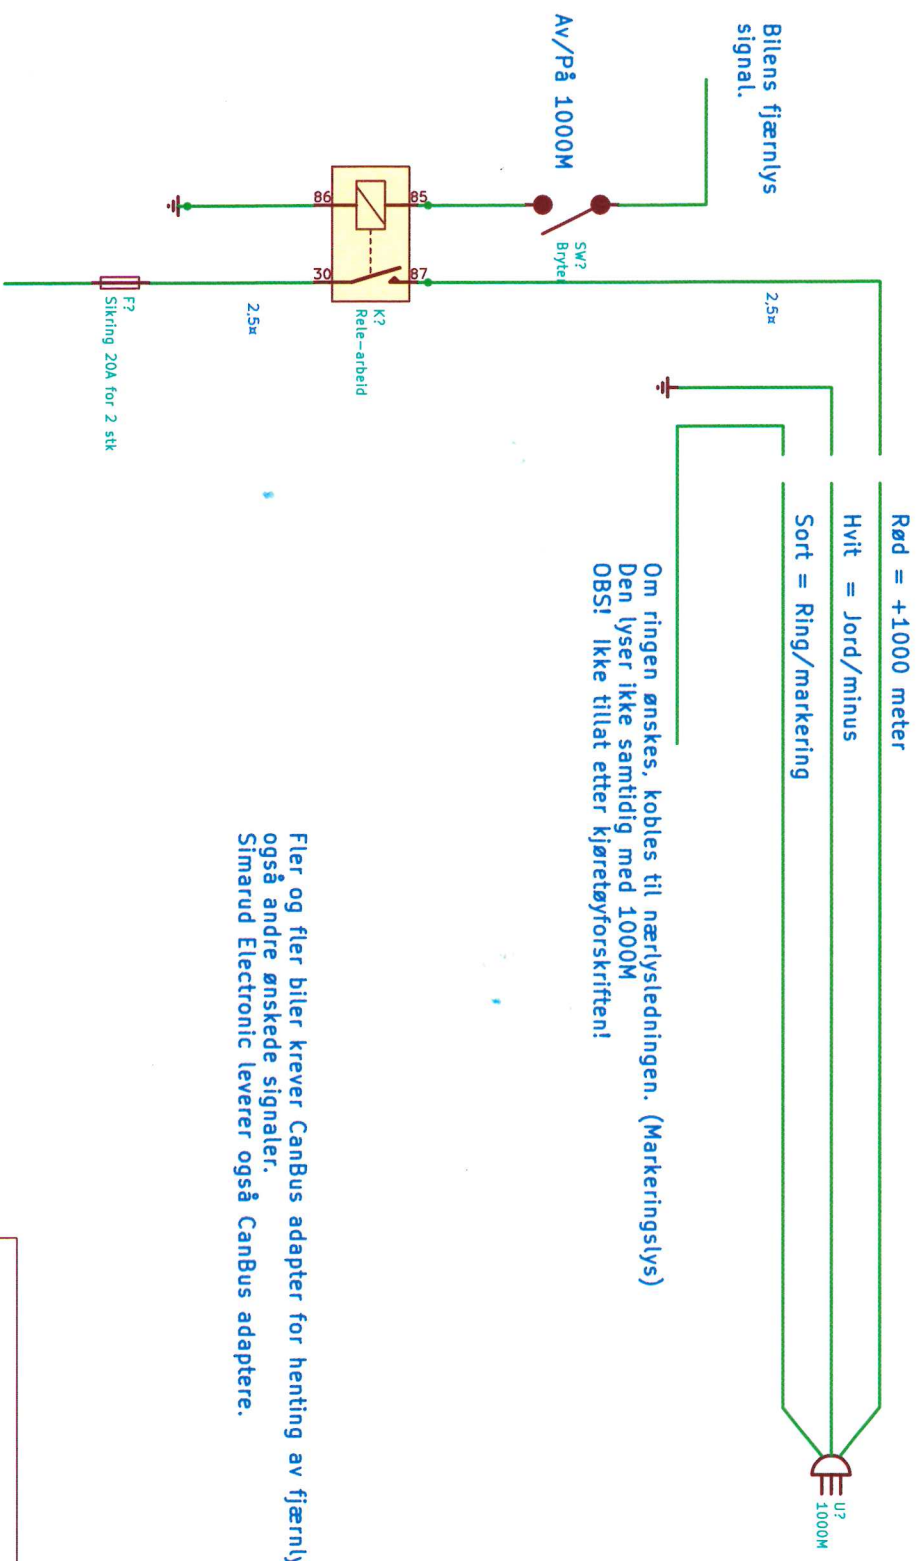 Rød = +1000 meter
Hvit = Jord/minus
Sort = Ring/markering
U?
1000M
Bilens fjærnlys
signal.
2,5¤
Av/På 1000M
SW?
Bryter
Om ringen ønskes, kobles til nærlysledningen. (Markeringslys)
Den lyser ikke samtidig med 1000M
OBS! Ikke tillat etter kjøretøyforskriften!
85
87
K?
Rele-arbeid
86
30
2,5¤
Fler og fler biler krever CanBus adapter for henting av fjærnly
også andre ønskede signaler.
Simarud Electronic leverer også CanBus adaptere.
F?
Sikring 20A for 2 stk